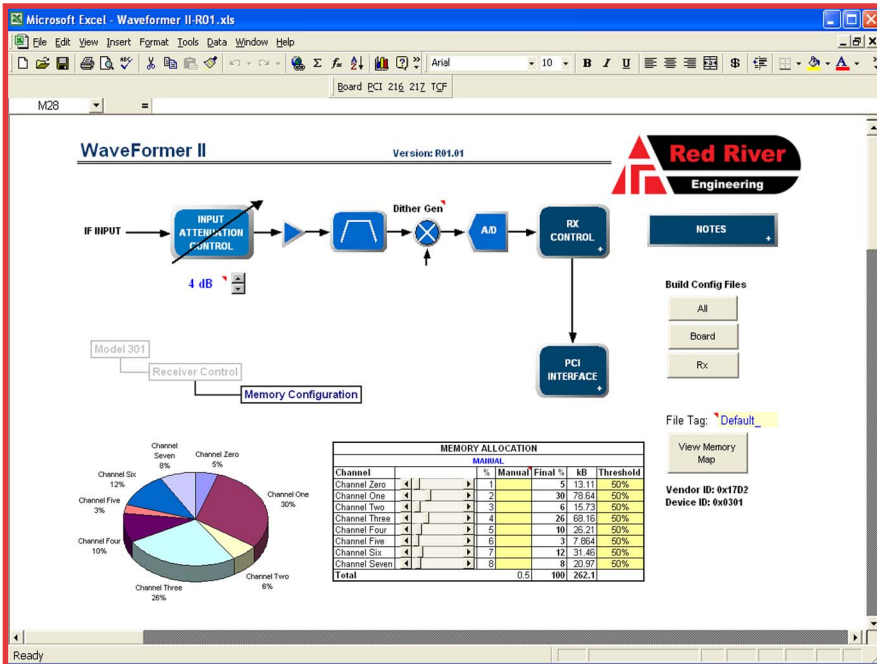 Microsoft Excel - Waveformer II-R01.xls
File Edit View Insert Format Tools Data Window Help
Arial 10 B I U $
Board PCI 216 217 TCF
M28 =
WaveFormer II
Version: R01.01
Red River
Engineering
Dither Gen
IF INPUT
INPUT ATTENUATION CONTROL
A/D
RX CONTROL +
NOTES +
4 dB
Build Config Files
All
Board
Rx
Model 301
Receiver Control
Memory Configuration
PCI INTERFACE +
File Tag: Default_
View Memory Map
Vendor ID: 0x17D2
Device ID: 0x0301
Channel Zero 5%
Channel One 30%
Channel Two 6%
Channel Three 26%
Channel Four 10%
Channel Five 3%
Channel Six 12%
Channel Seven 8%
MEMORY ALLOCATION
MANUAL
Channel % Manual Final % kB Threshold
Channel Zero 1 5 13.11 50%
Channel One 2 30 78.64 50%
Channel Two 3 6 15.73 50%
Channel Three 4 26 68.16 50%
Channel Four 5 10 26.21 50%
Channel Five 6 3 7.864 50%
Channel Six 7 12 31.46 50%
Channel Seven 8 8 20.97 50%
Total 0.5 100 262.1
Ready